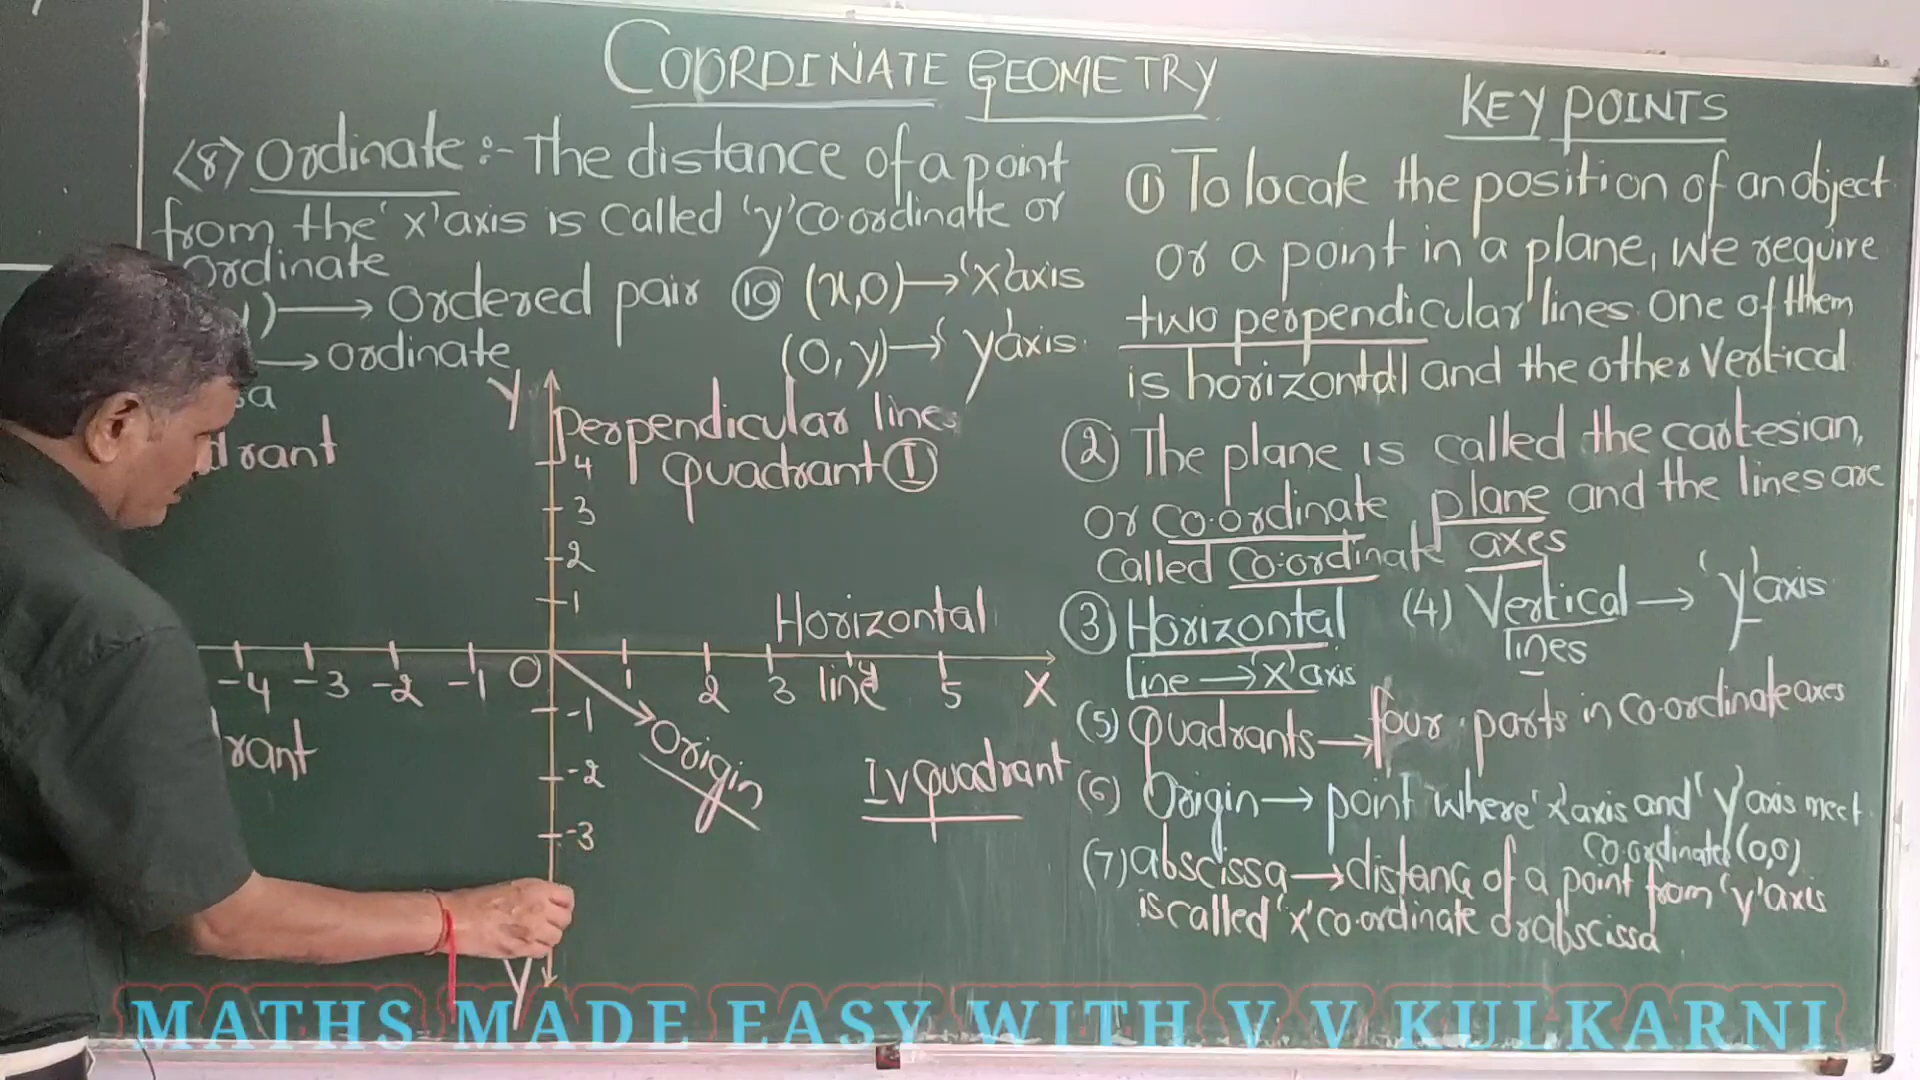 COORDINATE GEOMETRY
<8> Ordinate :- The distance of a point
from the 'x' axis is called 'y' co.ordinate or
ordinate
) → Ordered pair ⑩ (x,0) → 'x' axis
→ ordinate (0, y) → 'y' axis
sa
drant
Y
Perpendicular lines
quadrant Ⓘ
4
3
2
1
Horizontal
-4 -3 -2 -1 O 1 2 3 line 5 X
-1
Origin
rant
-2
IV quadrant
-3
Y
KEY POINTS
① To locate the position of an object
or a point in a plane, we require
two perpendicular lines. One of them
is horizontal and the other vertical
② The plane is called the cartesian,
or co.ordinate plane and the lines are
called co.ordinate axes
③ Horizontal
line → 'x' axis
(4) Vertical → 'y' axis
lines
(5) Quadrants → four parts in co.ordinate axes
(6) Origin → point where 'x' axis and 'y' axis meet
co.ordinates (0,0)
(7) abscissa → distanc of a point from 'y' axis
is called 'x' co.ordinate or abscissa
MATHS MADE EASY WITH V V KULKARNI